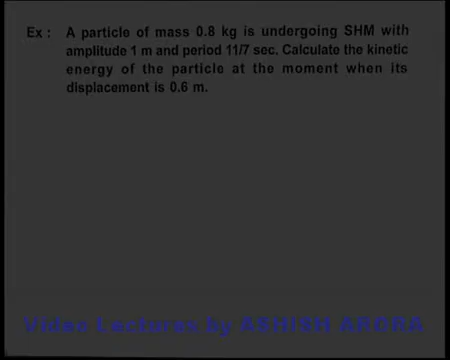 Ex : A particle of mass 0.8 kg is undergoing SHM with
amplitude 1 m and period 11/7 sec. Calculate the kinetic
energy of the particle at the moment when its
displacement is 0.6 m.
Video Lectures by ASHISH ARORA